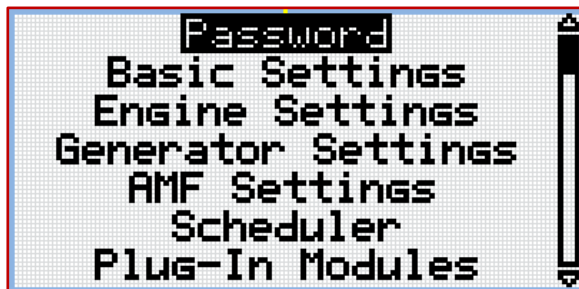 Password
Basic Settings
Engine Settings
Generator Settings
AMF Settings
Scheduler
Plug-In Modules